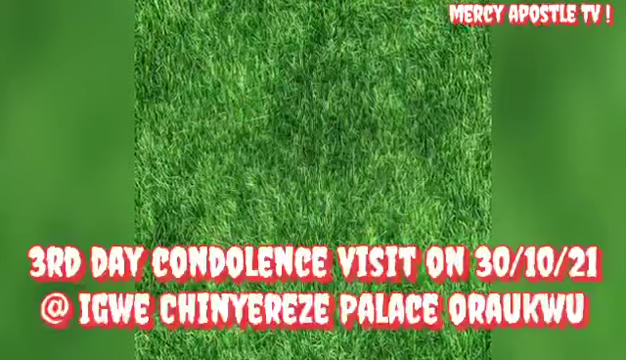 MERCY APOSTLE TV !
3RD DAY CONDOLENCE VISIT ON 30/10/21
@ IGWE CHINYEREZE PALACE ORAUKWU